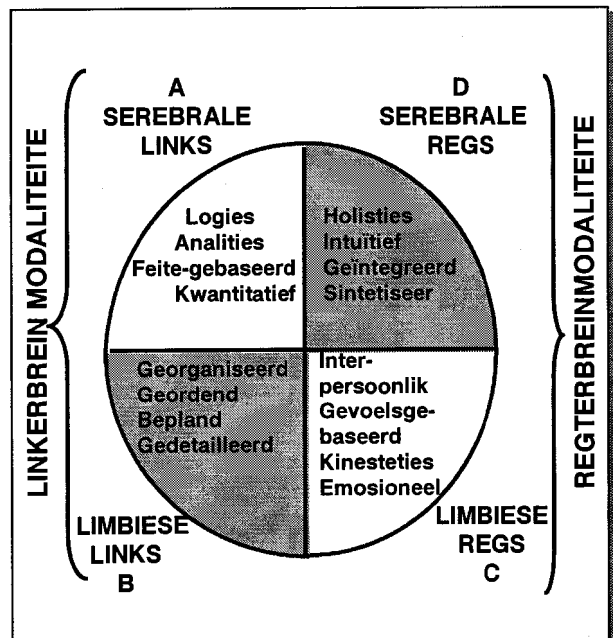 A
SEREBRALE
LINKS
D
SEREBRALE
REGS
LINKERBREIN MODALITEITE
Logies
Analities
Feite-gebaseerd
Kwantitatief
Holisties
Intuïtief
Geïntegreerd
Sintetiseer
Georganiseerd
Geordend
Bepland
Gedetailleerd
Inter-
persoonlik
Gevoelsge-
baseerd
Kinesteties
Emosioneel
REGTERBREINMODALITEITE
LIMBIESE
LINKS
B
LIMBIESE
REGS
C